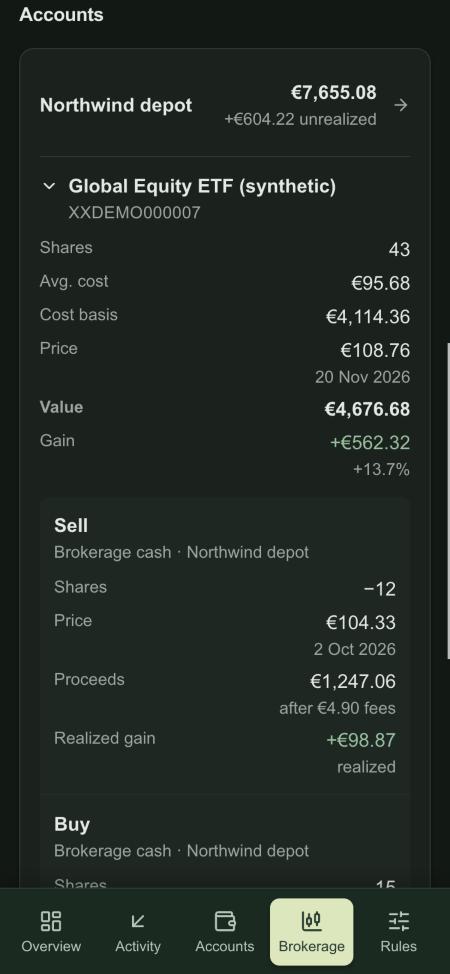 Accounts
Northwind depot
€7,655.08
+€604.22 unrealized
Global Equity ETF (synthetic)
XXDEMO000007
Shares 43
Avg. cost €95.68
Cost basis €4,114.36
Price €108.76
20 Nov 2026
Value €4,676.68
Gain +€562.32
+13.7%
Sell
Brokerage cash · Northwind depot
Shares −12
Price €104.33
2 Oct 2026
Proceeds €1,247.06
after €4.90 fees
Realized gain +€98.87
realized
Buy
Brokerage cash · Northwind depot
Shares 15
Overview Activity Accounts Brokerage Rules